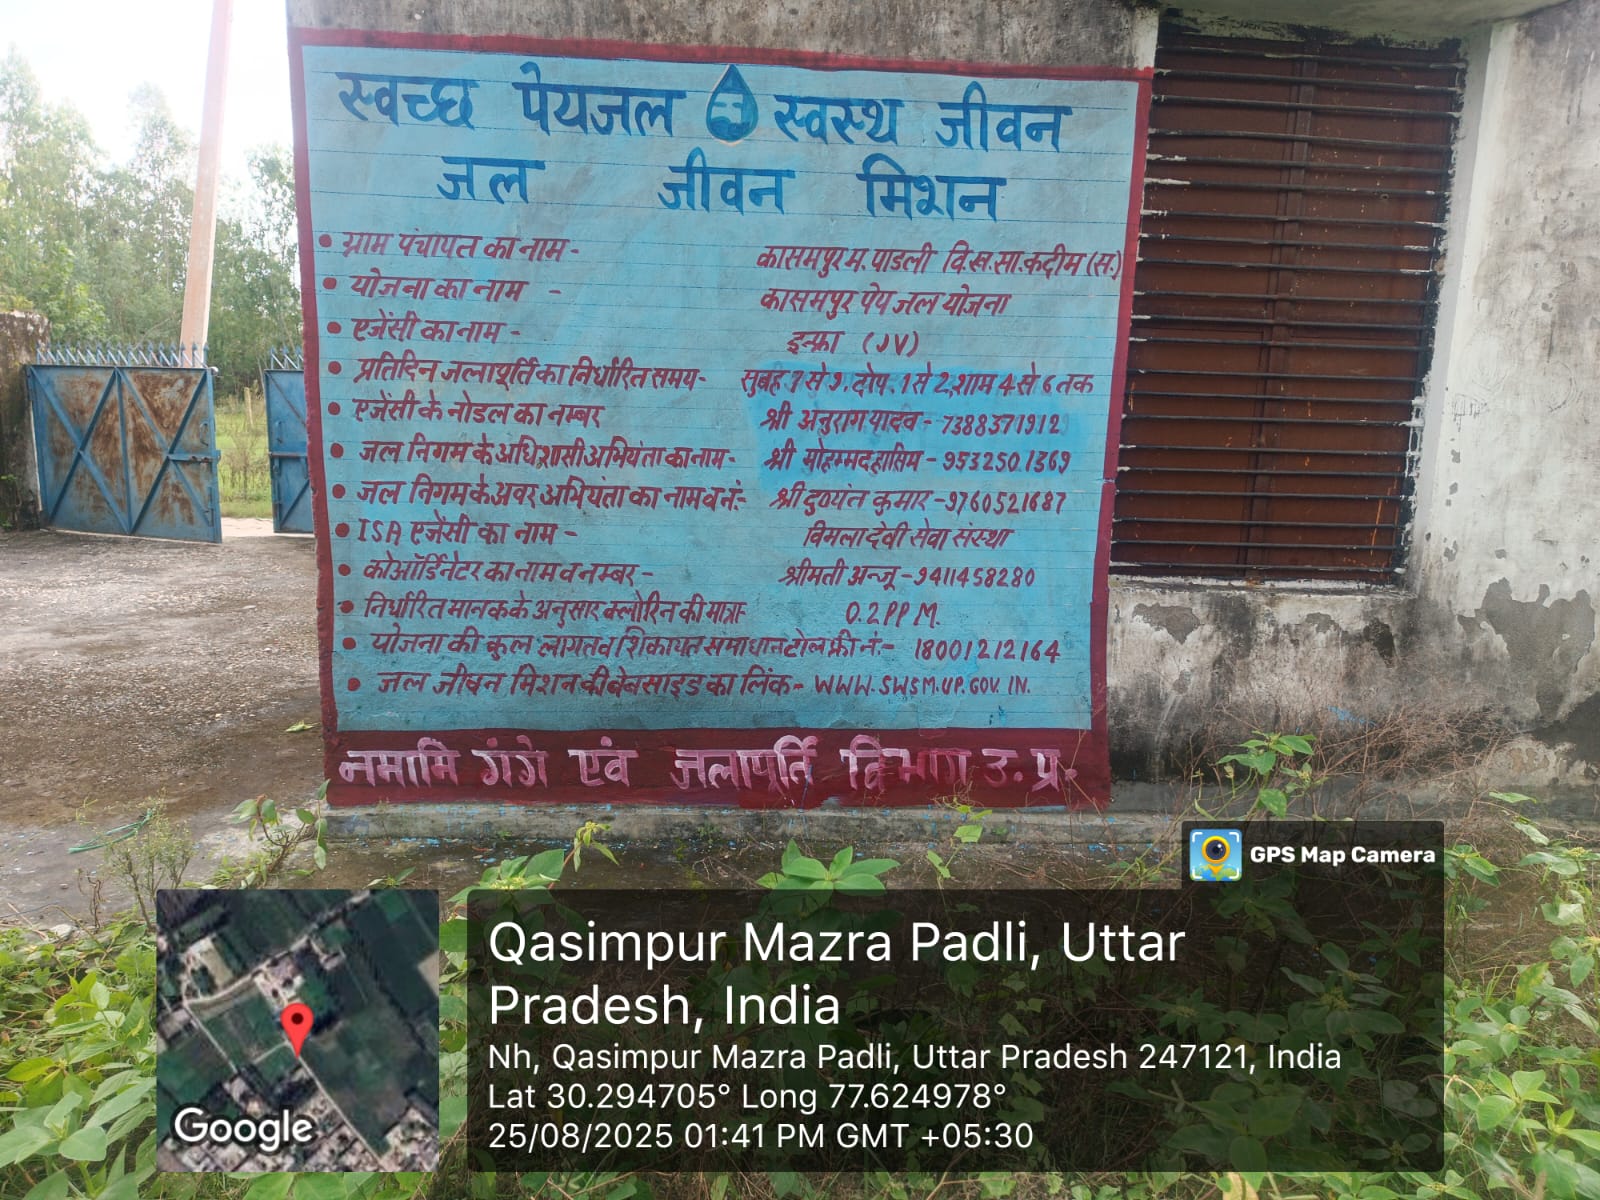 स्वच्छ पेयजल स्वस्थ जीवन
जल जीवन मिशन
• ग्राम पंचायत का नाम - कासमपुर म. पाडली वि.ख.सा.कदीम (स.)
• योजना का नाम - कासमपुर पेय जल योजना
• एजेंसी का नाम - इन्फ्रा (JV)
• प्रतिदिन जलापूर्ति का निर्धारित समय- सुबह 7 से 9, दोप. 1 से 2, शाम 4 से 6 तक
• एजेंसी के नोडल का नम्बर श्री अनुराग यादव - 7388371912
• जल निगम के अधिशासी अभियंता का नाम - श्री मोहम्मद हासिम - 9532501369
• जल निगम के अवर अभियंता का नाम व नं:- श्री दुष्यंत कुमार - 9760521687
• ISA एजेंसी का नाम - विमला देवी सेवा संस्था
• कोऑर्डिनेटर का नाम व नम्बर - श्रीमती अन्जू - 9411458280
• निर्धारित मानक के अनुसार क्लोरिन की मात्रा 0.2 PPM.
• योजना की कुल लागत व शिकायत समाधान टोल फ्री नं:- 18001212164
• जल जीवन मिशन की वेबसाइड का लिंक - WWW.SWSM.UP.GOV.IN.
नमामि गंगे एंव जलापूर्ति विभाग उ. प्र.
GPS Map Camera
Qasimpur Mazra Padli, Uttar
Pradesh, India
Nh, Qasimpur Mazra Padli, Uttar Pradesh 247121, India
Lat 30.294705° Long 77.624978°
25/08/2025 01:41 PM GMT +05:30
Google